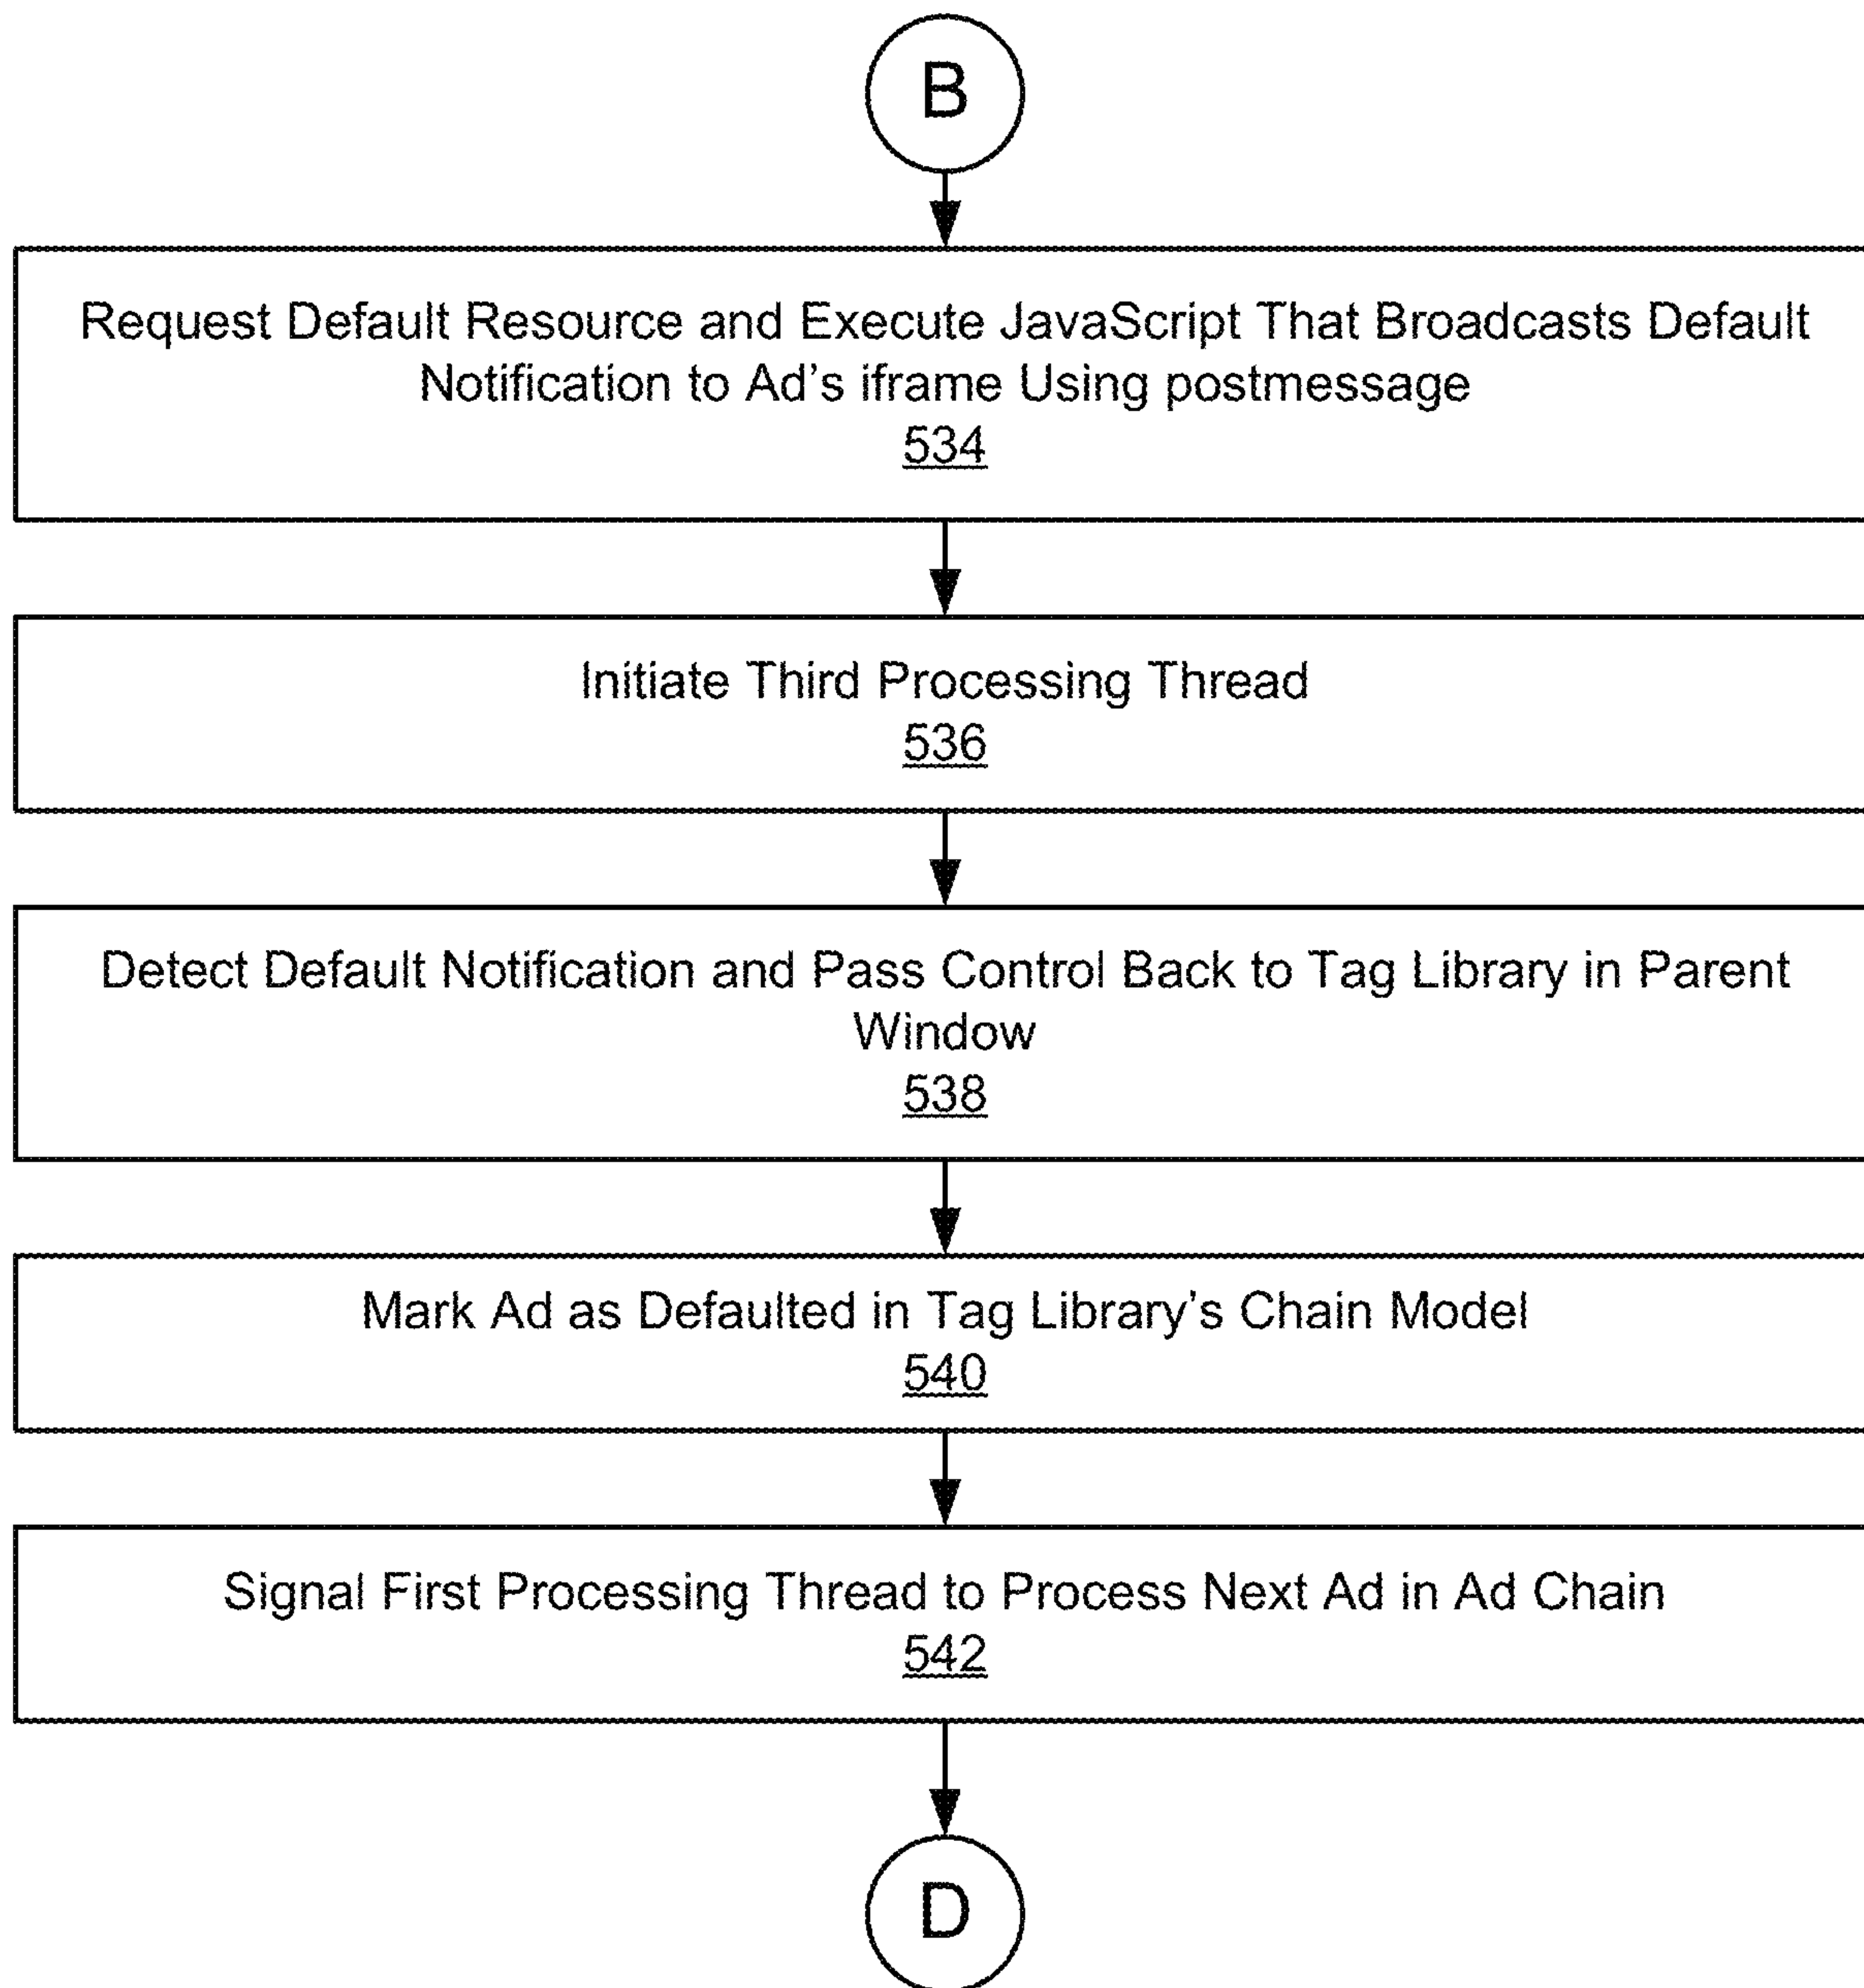 B
Request Default Resource and Execute JavaScript That Broadcasts Default
Notification to Ad’s iframe Using postmessage
534
Initiate Third Processing Thread
536
Detect Default Notification and Pass Control Back to Tag Library in Parent
Window
538
Mark Ad as Defaulted in Tag Library’s Chain Model
540
Signal First Processing Thread to Process Next Ad in Ad Chain
542
D